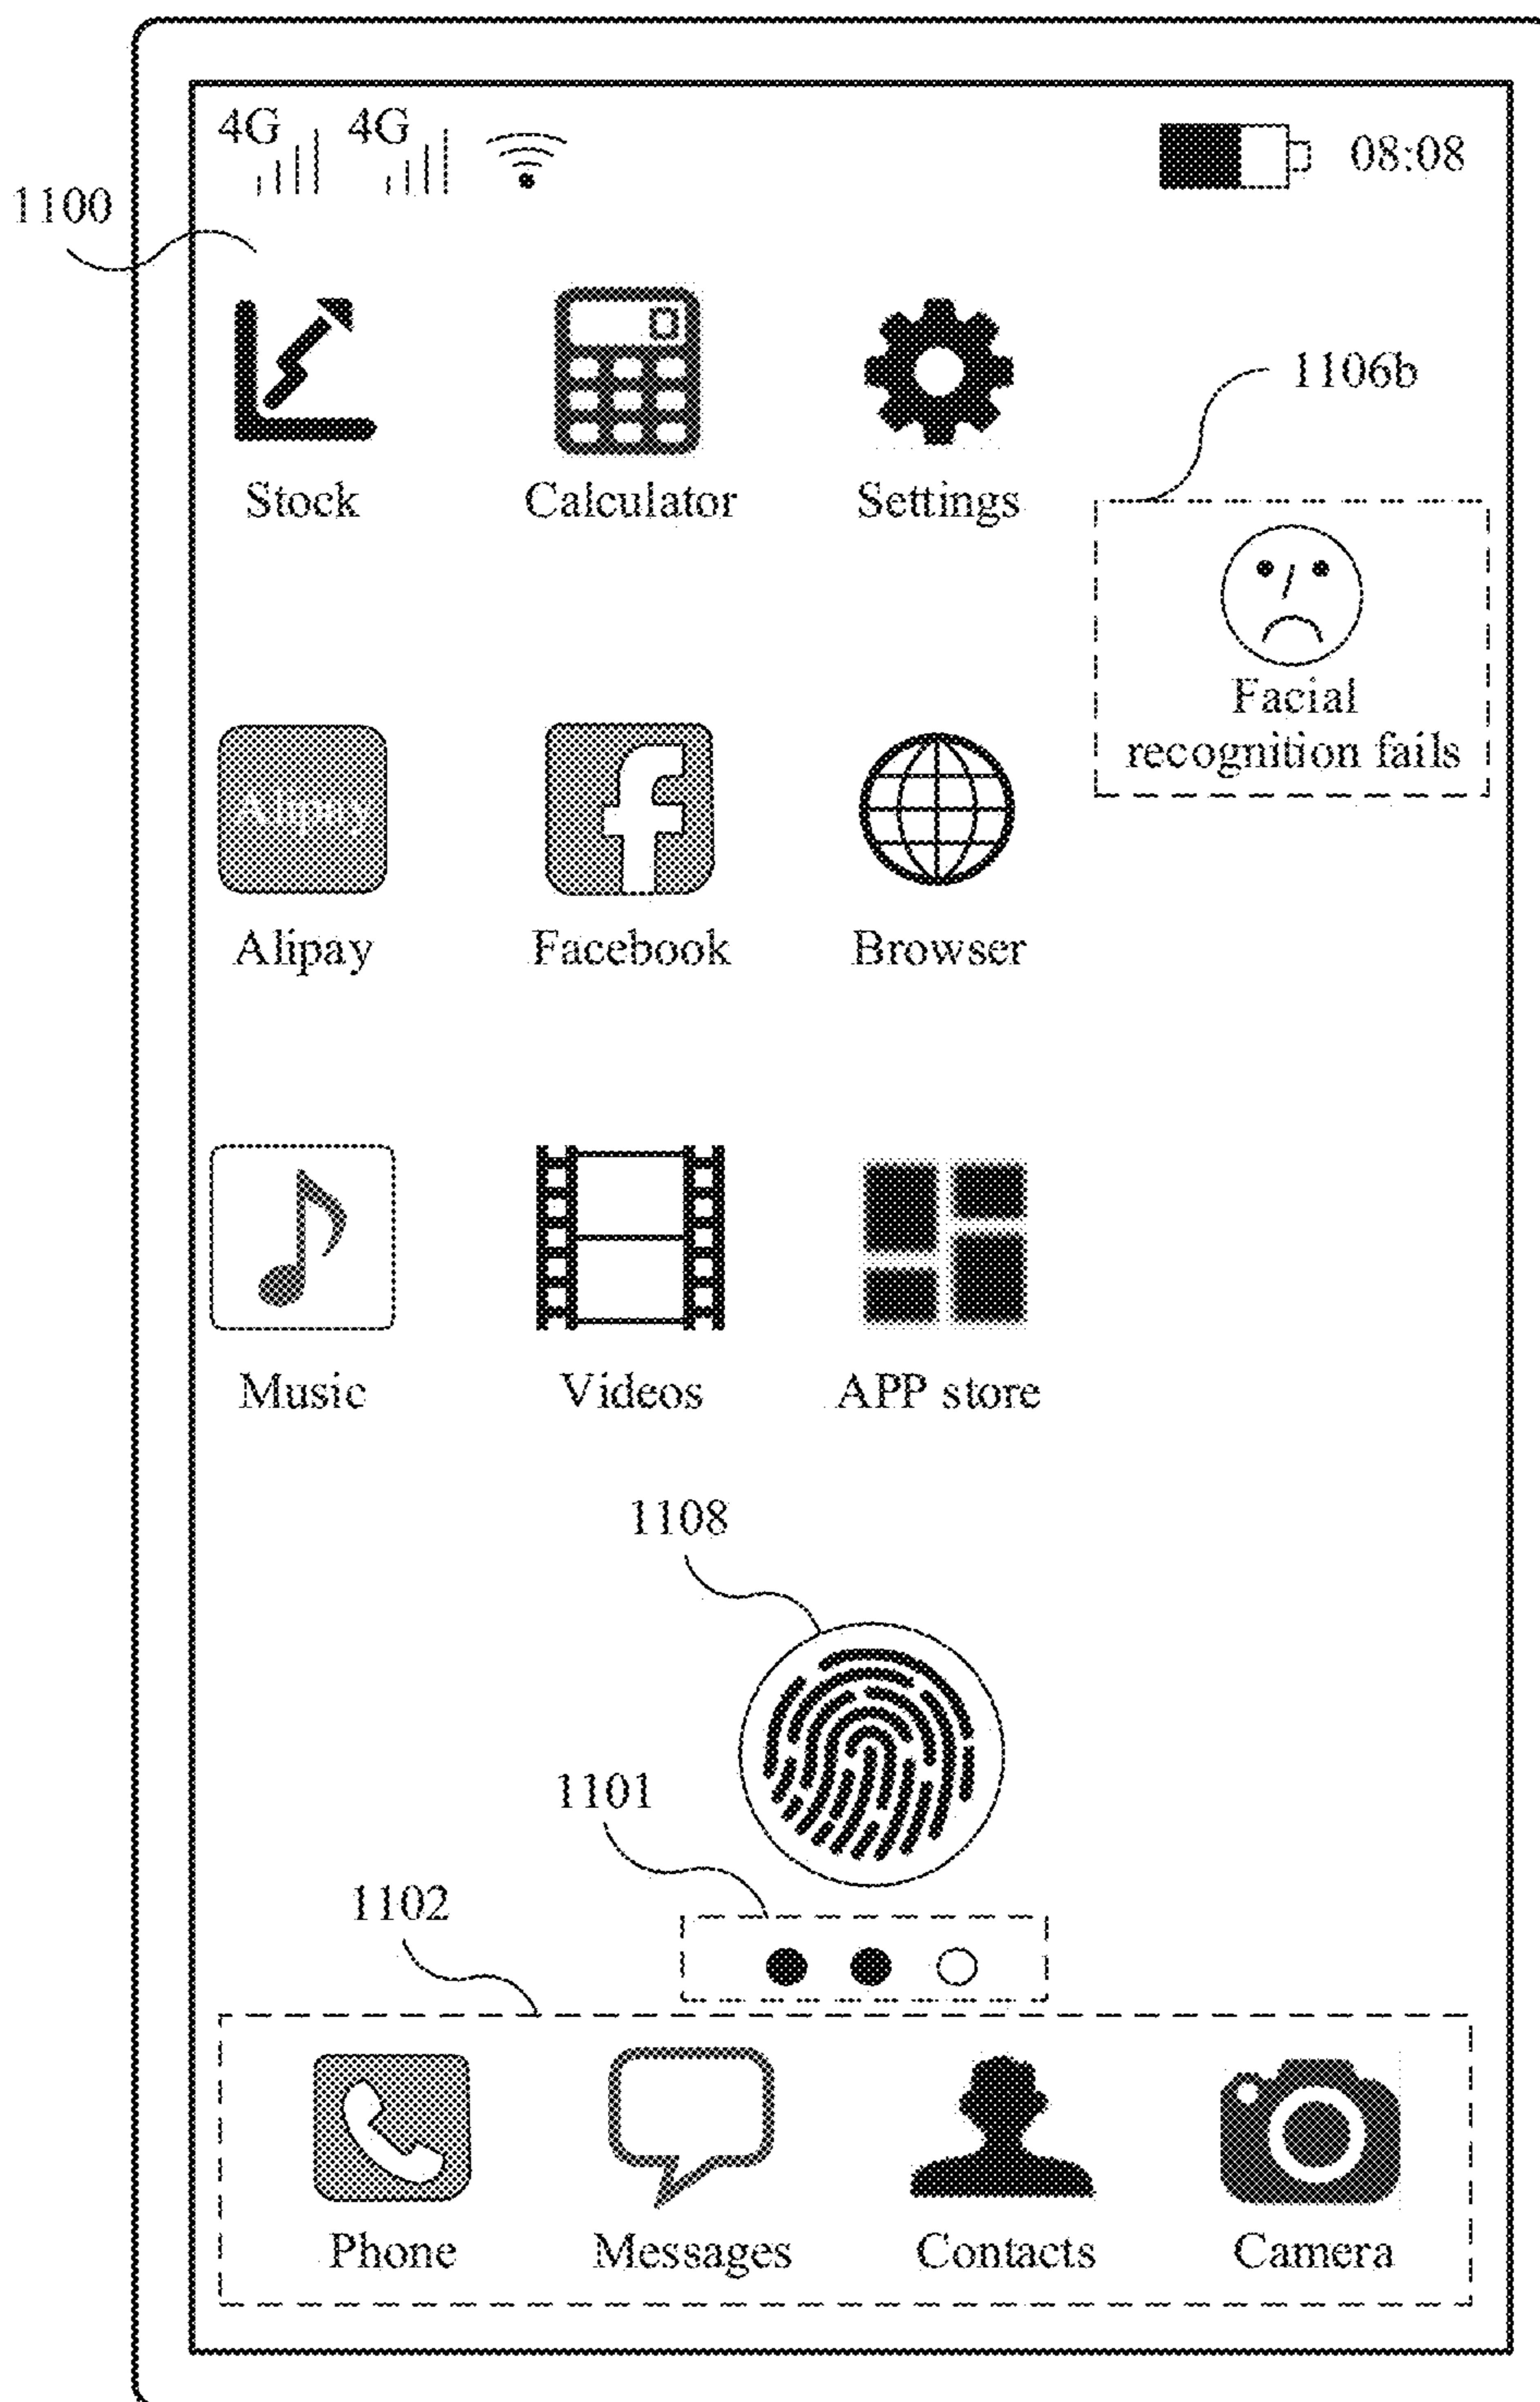 4G 4G 08:08
1100
Stock Calculator Settings
1106b
Facial
recognition fails
Alipay
Alipay Facebook Browser
Music Videos APP store
1108
1101
1102
Phone Messages Contacts Camera